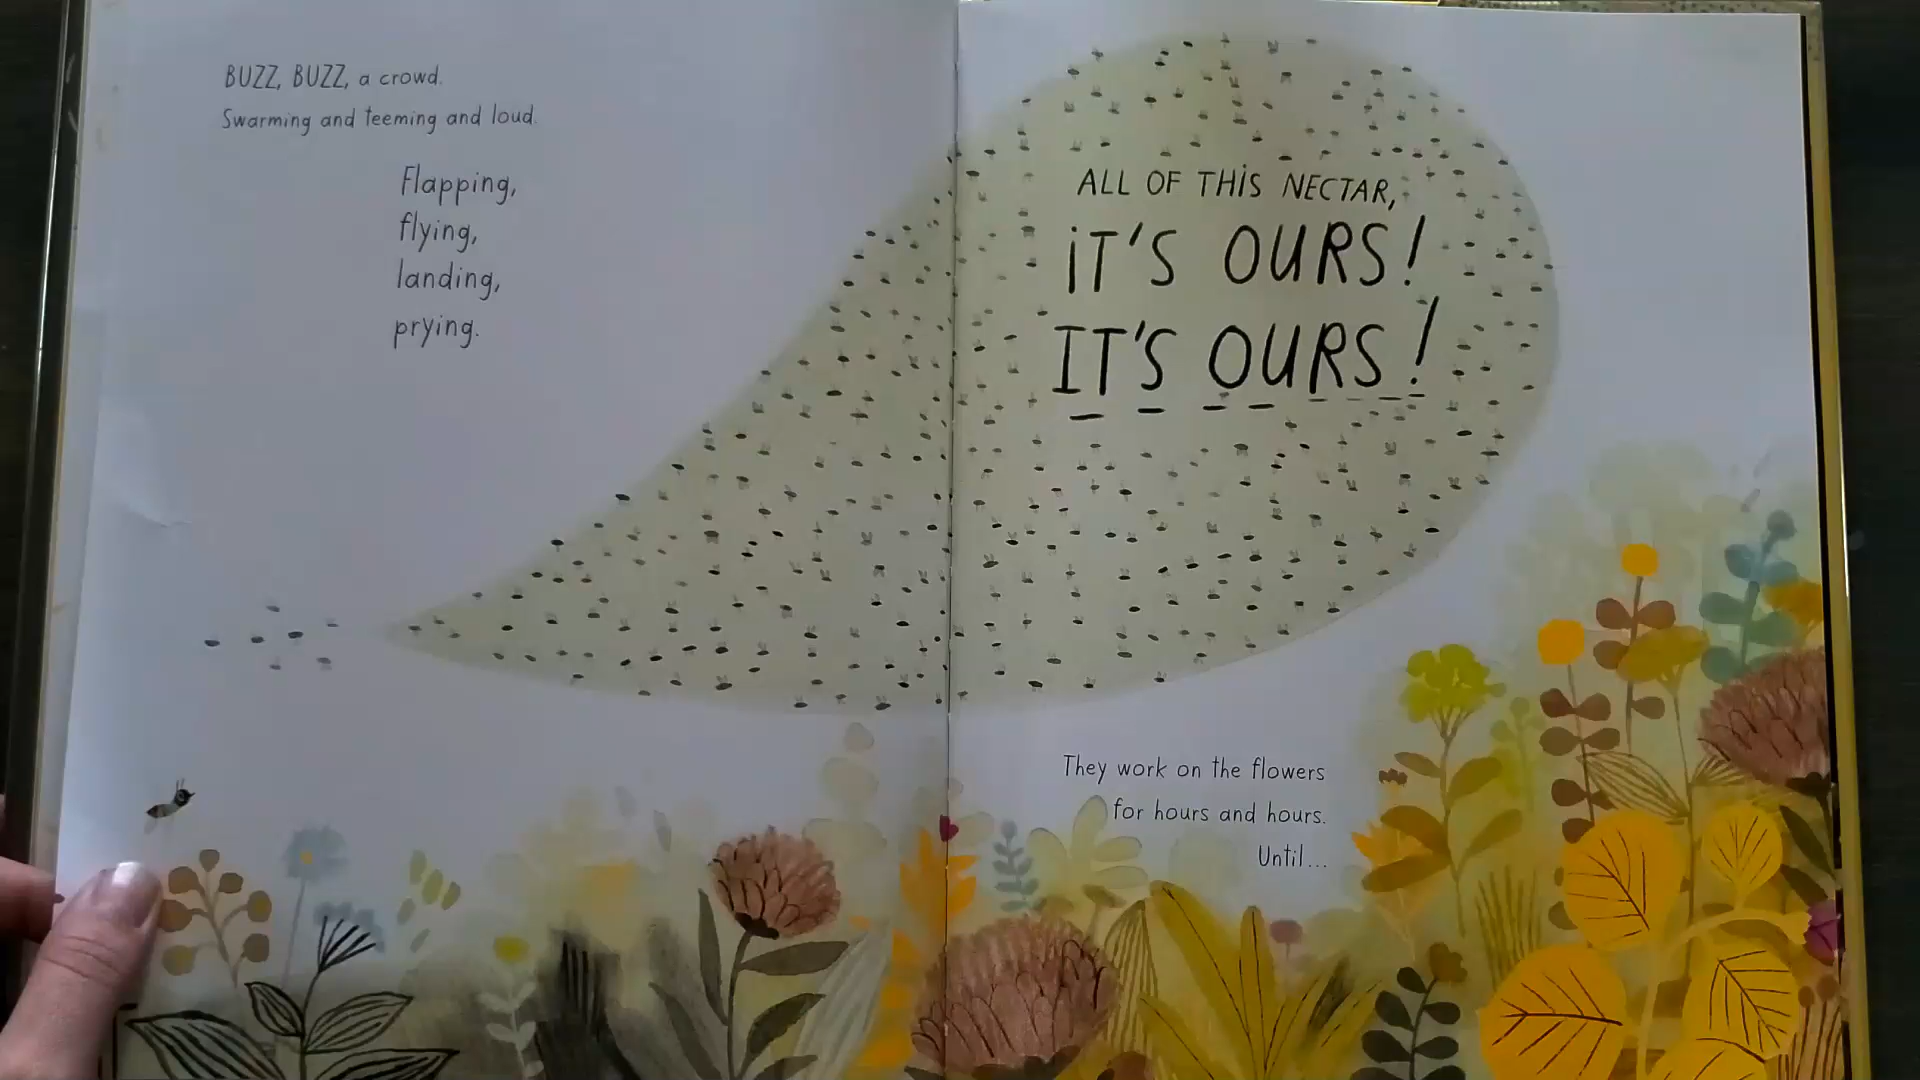 BUZZ, BUZZ, a crowd.
Swarming and teeming and loud.
Flapping,
flying,
landing,
prying.
ALL OF THIS NECTAR,
IT'S OURS!
IT'S OURS!
They work on the flowers
for hours and hours.
Until...